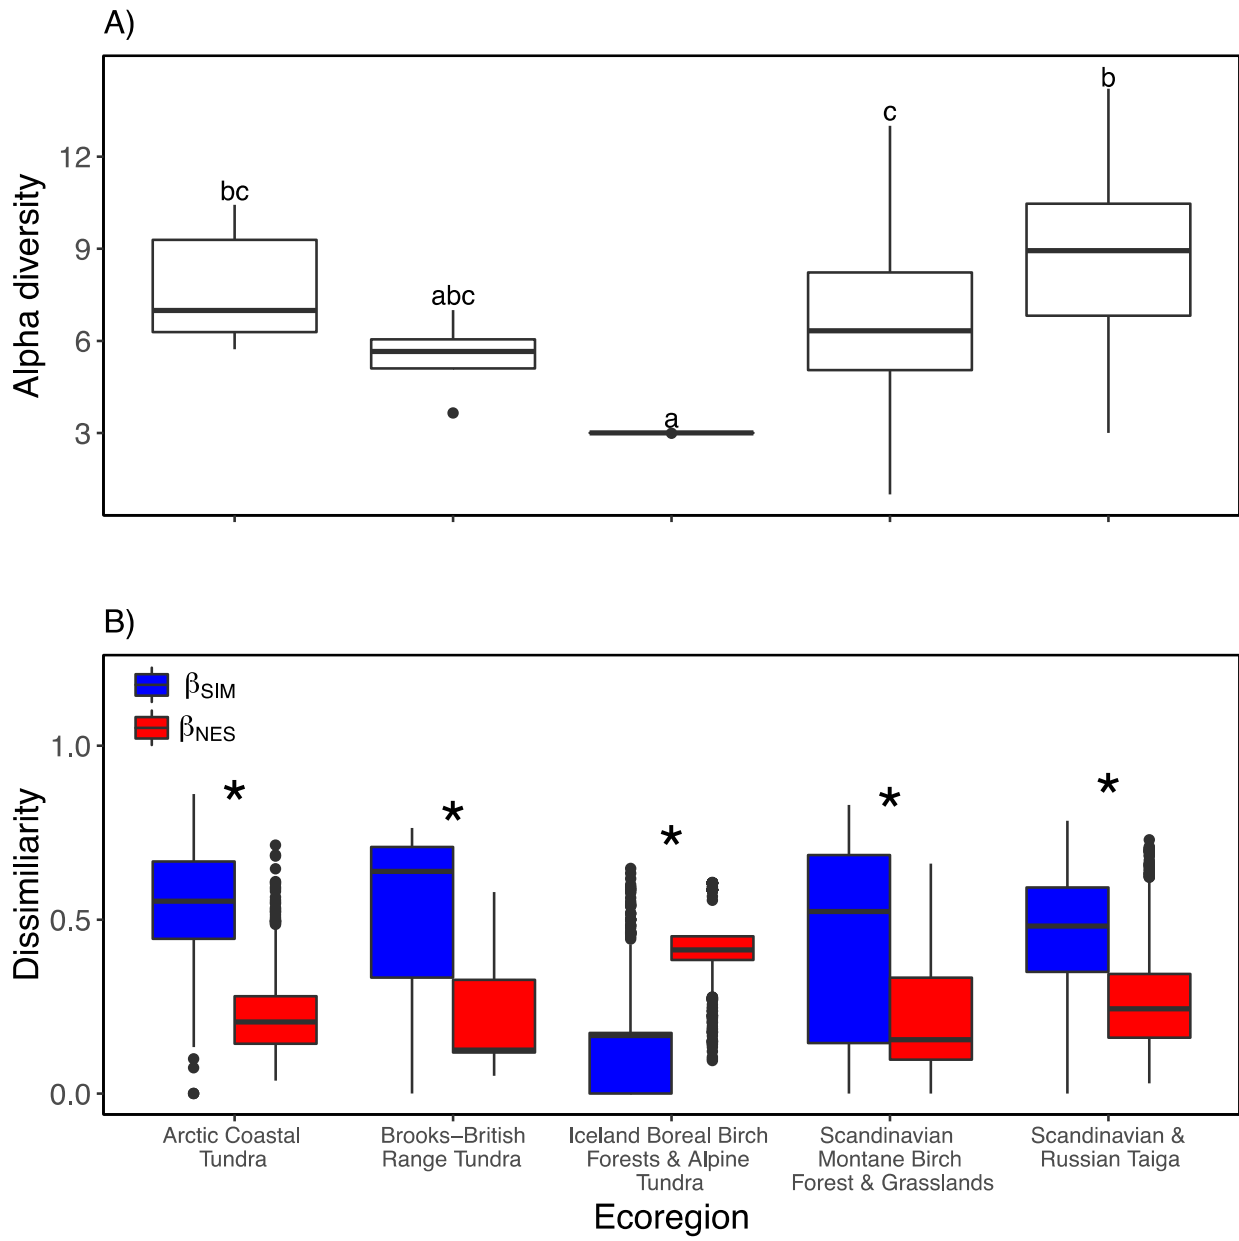 A)
Alpha diversity
12
9
6
3
bc
abc
a
c
b
B)
Dissimiliarity
1.0
0.5
0.0
βSIM
βNES
* * * * *
Arctic Coastal
Tundra
Brooks–British
Range Tundra
Iceland Boreal Birch
Forests & Alpine
Tundra
Scandinavian
Montane Birch
Forest & Grasslands
Scandinavian &
Russian Taiga
Ecoregion